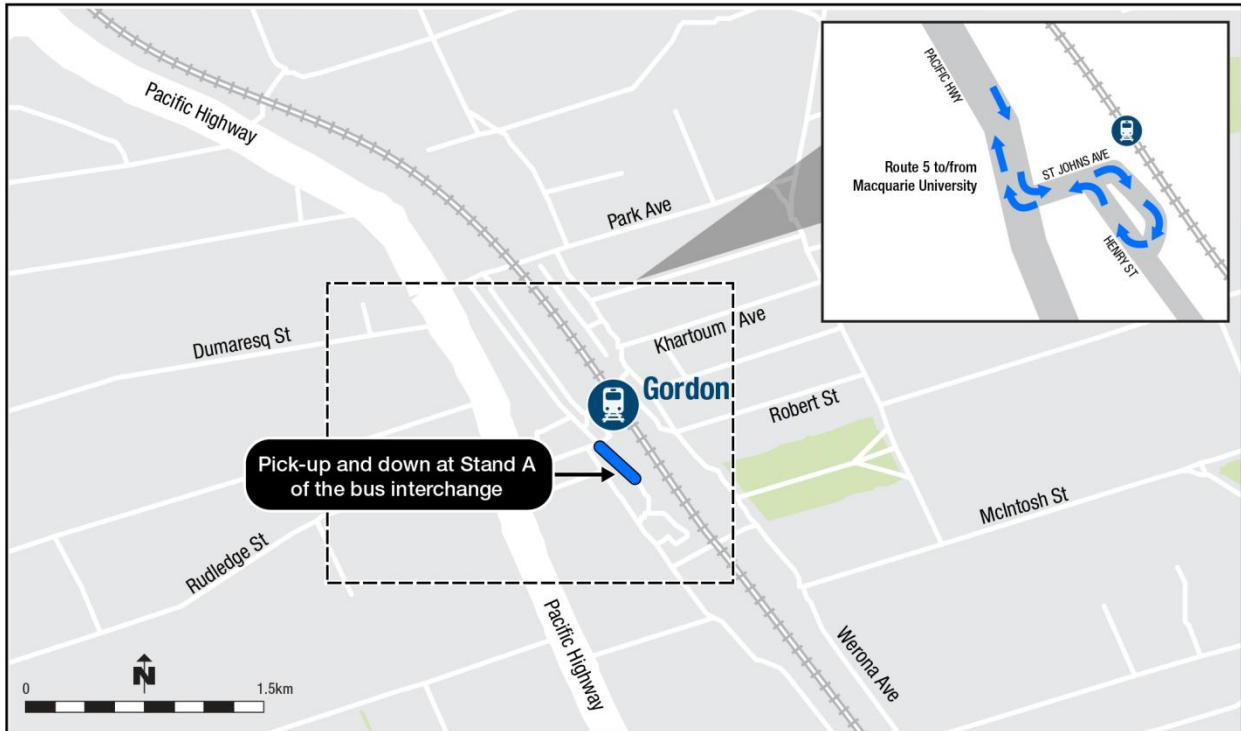 Pacific Highway
PACIFIC HWY
Route 5 to/from
Macquarie University
ST JOHNS AVE
HENRY ST
Park Ave
Dumaresq St
Khartoum Ave
Gordon
Robert St
Pick-up and down at Stand A
of the bus interchange
McIntosh St
Rudledge St
Pacific Highway
Werona Ave
N
0
1.5km